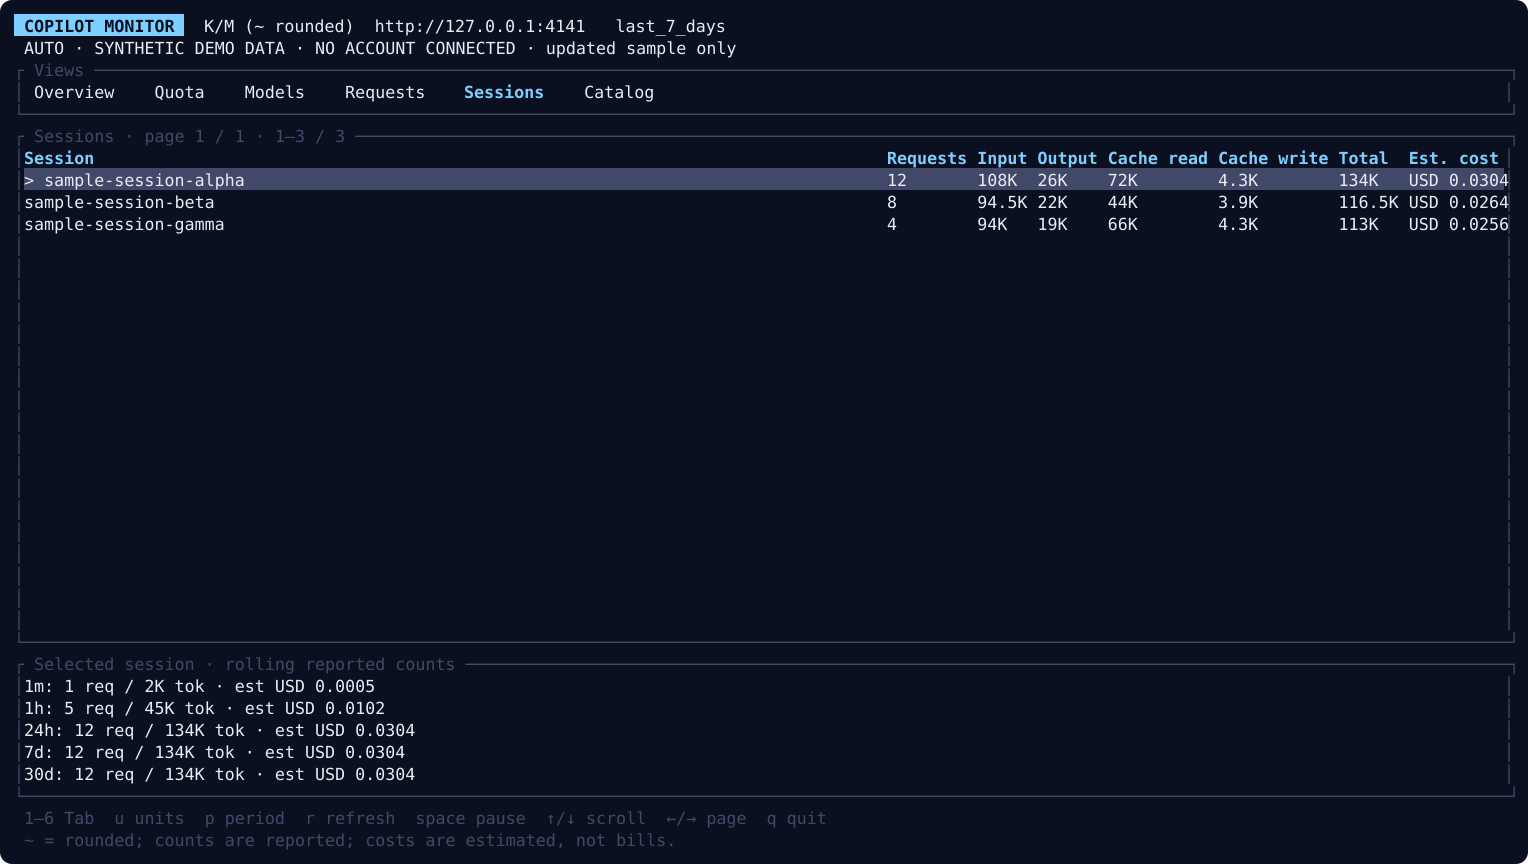 COPILOT MONITOR K/M (~ rounded) http://127.0.0.1:4141 last_7_days
AUTO · SYNTHETIC DEMO DATA · NO ACCOUNT CONNECTED · updated sample only
Views
Overview Quota Models Requests Sessions Catalog
Sessions · page 1 / 1 · 1–3 / 3
Session Requests Input Output Cache read Cache write Total Est. cost
> sample-session-alpha 12 108K 26K 72K 4.3K 134K USD 0.0304
sample-session-beta 8 94.5K 22K 44K 3.9K 116.5K USD 0.0264
sample-session-gamma 4 94K 19K 66K 4.3K 113K USD 0.0256
Selected session · rolling reported counts
1m: 1 req / 2K tok · est USD 0.0005
1h: 5 req / 45K tok · est USD 0.0102
24h: 12 req / 134K tok · est USD 0.0304
7d: 12 req / 134K tok · est USD 0.0304
30d: 12 req / 134K tok · est USD 0.0304
1–6 Tab u units p period r refresh space pause ↑/↓ scroll ←/→ page q quit
~ = rounded; counts are reported; costs are estimated, not bills.